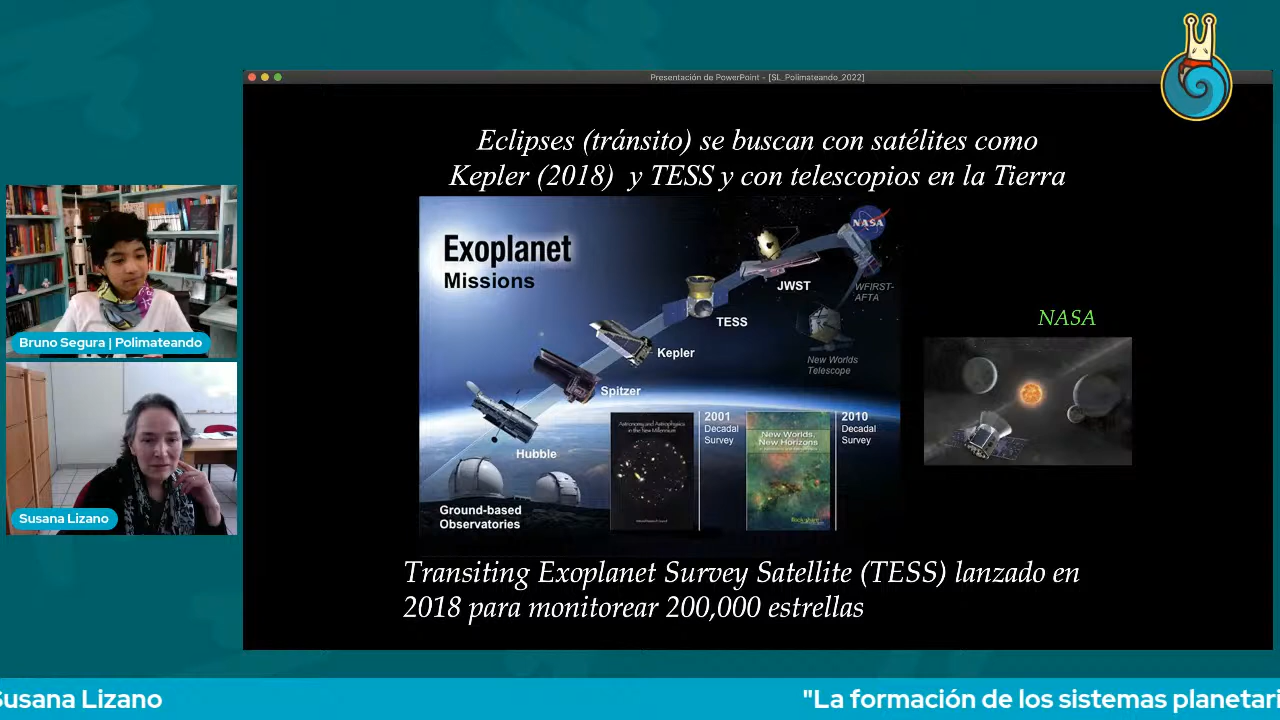 Presentación de PowerPoint - [SL_Polimateando_2022]
Eclipses (tránsito) se buscan con satélites como
Kepler (2018) y TESS y con telescopios en la Tierra
Exoplanet
Missions
NASA
JWST
WFIRST-
AFTA
TESS
New Worlds
Telescope
Kepler
Spitzer
Hubble
Ground-based
Observatories
Astronomy and Astrophysics
in the New Millennium
2001
Decadal
Survey
New Worlds,
New Horizons
2010
Decadal
Survey
NASA
Transiting Exoplanet Survey Satellite (TESS) lanzado en
2018 para monitorear 200,000 estrellas
Bruno Segura | Polimateando
Susana Lizano
Susana Lizano
"La formación de los sistemas planetari